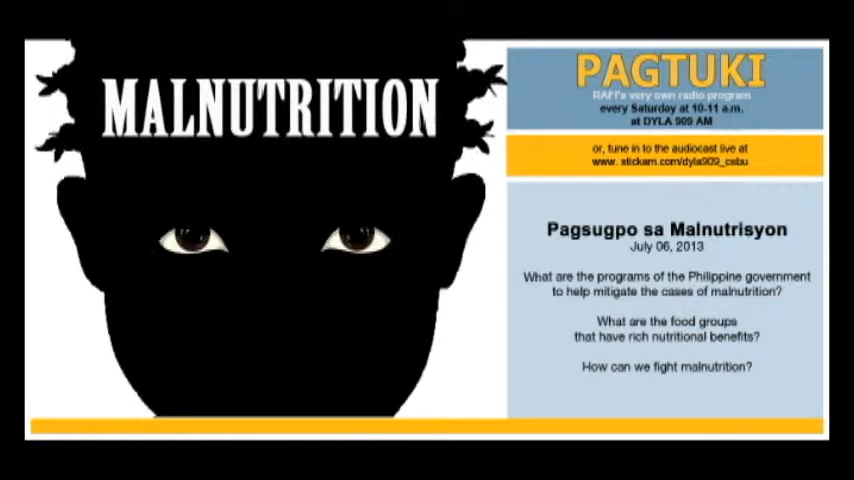 MALNUTRITION
PAGTUKI
RAFI's very own radio program
every Saturday at 10-11 a.m.
at DYLA 909 AM
or, tune in to the audiocast live at
www. stickam.com/dyla909_cebu
Pagsugpo sa Malnutrisyon
July 06, 2013
What are the programs of the Philippine government
to help mitigate the cases of malnutrition?
What are the food groups
that have rich nutritional benefits?
How can we fight malnutrition?